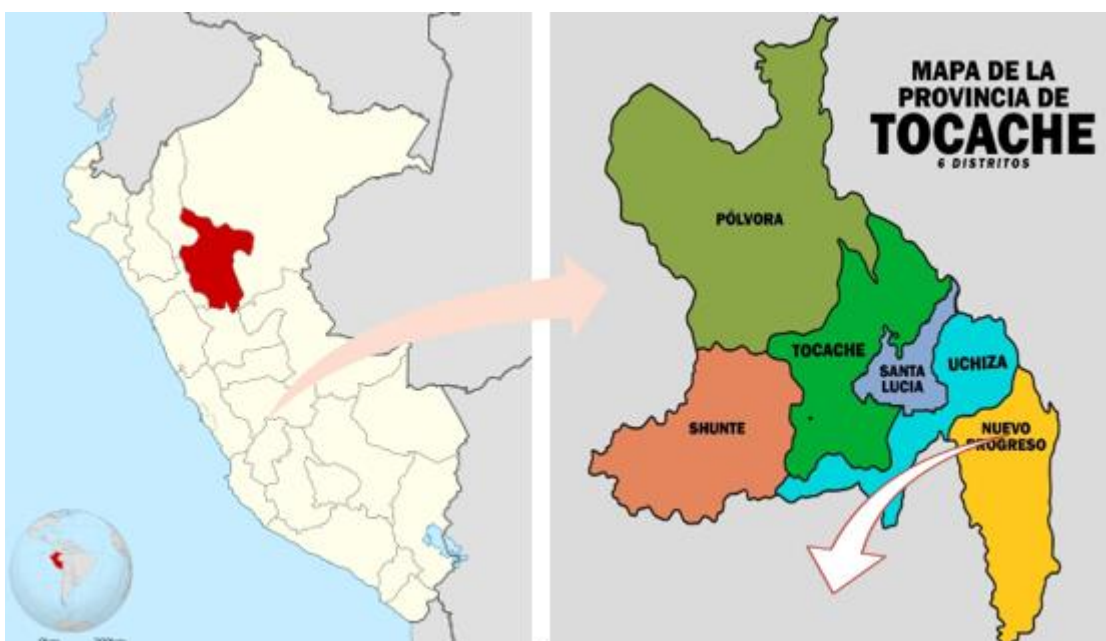 MAPA DE LA
PROVINCIA DE
TOCACHE
6 DISTRITOS
PÓLVORA
TOCACHE
SANTA
LUCIA
UCHIZA
SHUNTE
NUEVO
PROGRESO